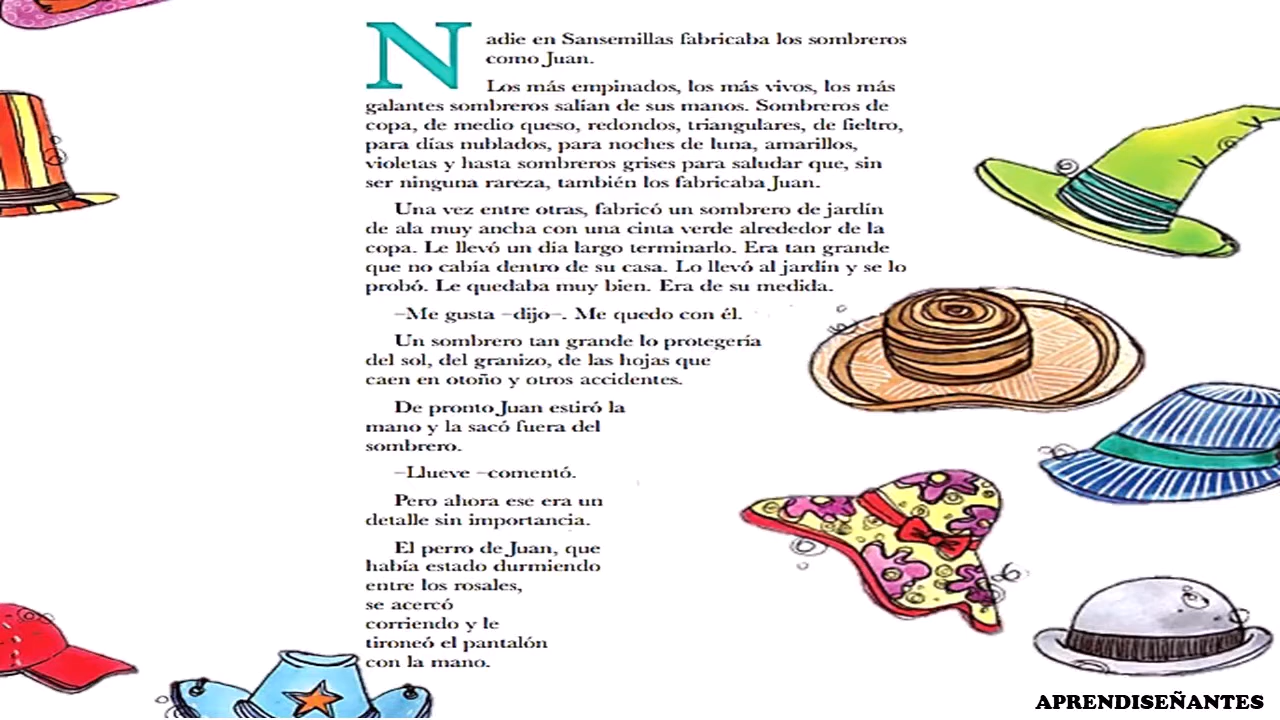 Nadie en Sansemillas fabricaba los sombreros
como Juan.
Los más empinados, los más vivos, los más
galantes sombreros salían de sus manos. Sombreros de
copa, de medio queso, redondos, triangulares, de fieltro,
para días nublados, para noches de luna, amarillos,
violetas y hasta sombreros grises para saludar que, sin
ser ninguna rareza, también los fabricaba Juan.
Una vez entre otras, fabricó un sombrero de jardín
de ala muy ancha con una cinta verde alrededor de la
copa. Le llevó un día largo terminarlo. Era tan grande
que no cabía dentro de su casa. Lo llevó al jardín y se lo
probó. Le quedaba muy bien. Era de su medida.
–Me gusta –dijo–. Me quedo con él.
Un sombrero tan grande lo protegería
del sol, del granizo, de las hojas que
caen en otoño y otros accidentes.
De pronto Juan estiró la
mano y la sacó fuera del
sombrero.
–Llueve –comentó.
Pero ahora ese era un
detalle sin importancia.
El perro de Juan, que
había estado durmiendo
entre los rosales,
se acercó
corriendo y le
tironeó el pantalón
con la mano.
APRENDISEÑANTES